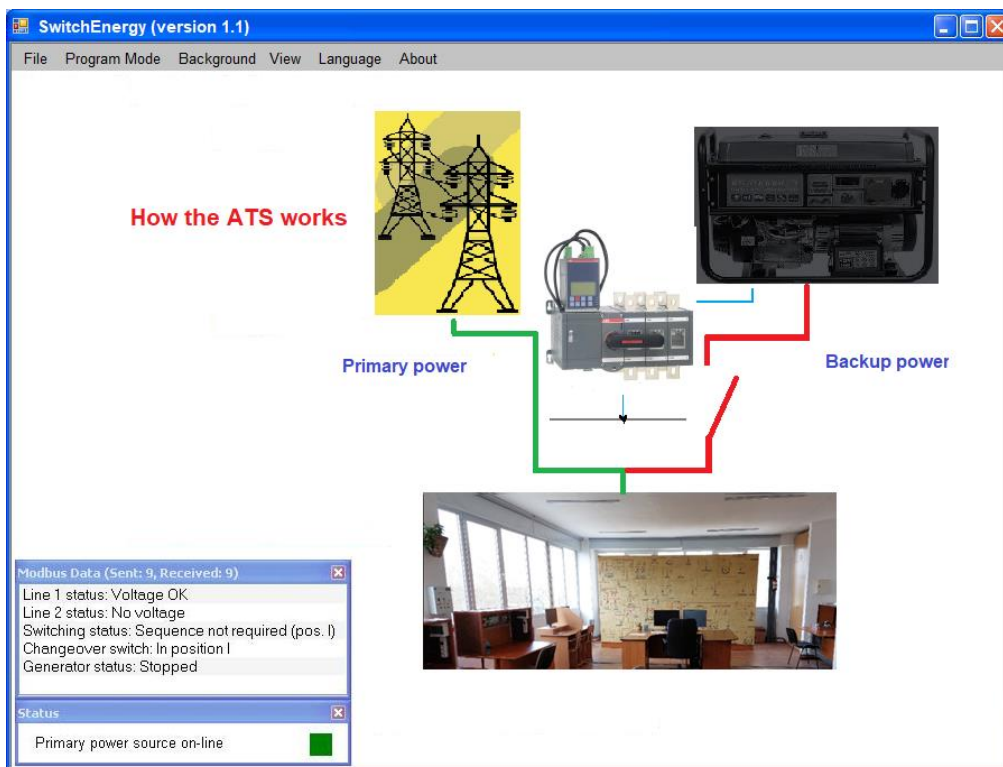 SwitchEnergy (version 1.1)
File Program Mode Background View Language About
How the ATS works
Primary power
Backup power
Modbus Data (Sent: 9, Received: 9)
Line 1 status: Voltage OK
Line 2 status: No voltage
Switching status: Sequence not required (pos. I)
Changeover switch: In position I
Generator status: Stopped
Status
Primary power source on-line